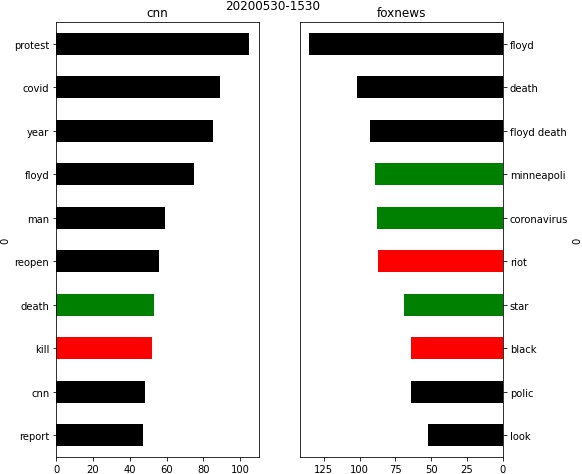 20200530-1530
cnn
foxnews
protest
covid
year
floyd
man
reopen
death
kill
cnn
report
0
0 20 40 60 80 100
floyd
death
floyd death
minneapoli
coronavirus
riot
star
black
polic
look
0
125 100 75 50 25 0